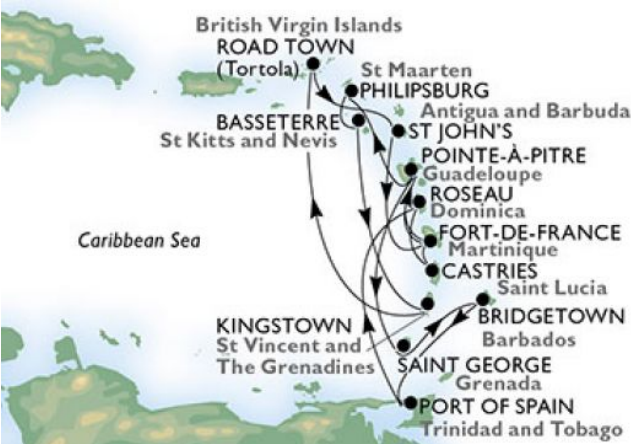 British Virgin Islands
ROAD TOWN
(Tortola)
St Maarten
PHILIPSBURG
Antigua and Barbuda
BASSETERRE
ST JOHN'S
St Kitts and Nevis
POINTE-À-PITRE
Guadeloupe
ROSEAU
Dominica
FORT-DE-FRANCE
Caribbean Sea
Martinique
CASTRIES
Saint Lucia
BRIDGETOWN
KINGSTOWN
Barbados
St Vincent and
The Grenadines
SAINT GEORGE
Grenada
PORT OF SPAIN
Trinidad and Tobago